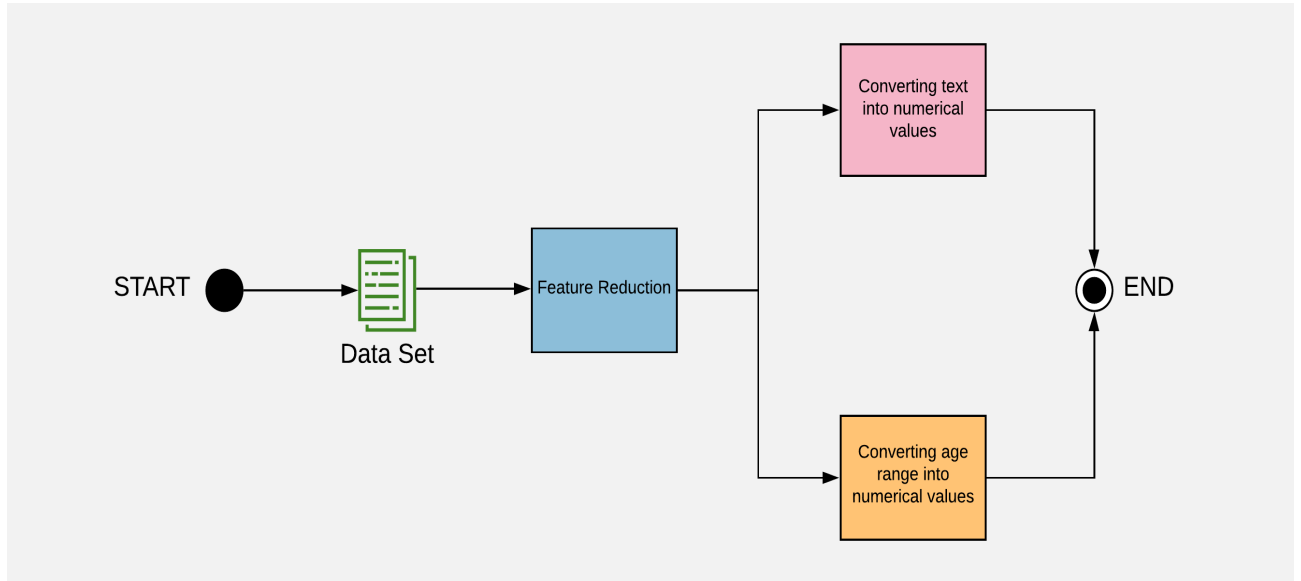 START
Data Set
Feature Reduction
Converting text
into numerical
values
Converting age
range into
numerical values
END